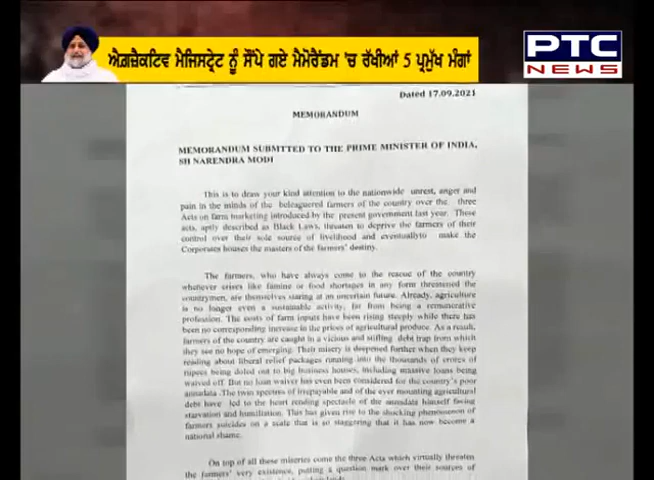 ਐਗਜ਼ੈਕਟਿਵ ਮੈਜਿਸਟ੍ਰੇਟ ਨੂੰ ਸੌਂਪੇ ਗਏ ਮੈਮੋਰੈਂਡਮ 'ਚ ਰੱਖੀਆਂ 5 ਪ੍ਰਮੁੱਖ ਮੰਗਾਂ
PTC
NEWS
Dated 17.09.2021
MEMORANDUM
MEMORANDUM SUBMTTED TO THE PRIME MINISTER OF INDIA,
SH NARENDRA MODI
This is to draw your kind attention to the nationwide unrest, anger and
pain in the minds of the beleaguered farmers of the country over the three
Acts on farm marketing introduced by the present government last year. These
acts, aptly described as Black Laws, threaten to deprive the farmers of their
control over their sole source of livelihood and eventuallyto make the
Corporates houses the masters of the farmers' destiny.
The farmers, who have always come to the rescue of the country
whenever crises like famine or food shortages in any form threatened the
countrymen, are themselves staring at an uncertain future. Already, agriculture
is no longer even a sustainable activity, far from being a remunerative
profession. The costs of farm inputs have been rising steeply while there has
been no corresponding increase in the prices of agricultural produce. As a result,
farmers of the country are caught in a vicious and stifling debt trap from which
they see no hope of emerging. Their misery is deepened further when they keep
reading about liberal relief packages running into the thousands of crores of
rupees being doled out to big business houses, including massive loans being
waived off. But no loan waiver has even been considered for the country's poor
annadata. The twin spectres of irrepayable and of the ever mounting agricultural
debts have led to the heart rending spectacle of the annadata himself facing
starvation and humiliation. This has given rise to the shocking phenomenon of
farmers suicides on a scale that is so staggering that it has now become a
national shame.
On top of all these miseries come the three Acts which virtually threaten
the farmers' very existence, putting a question mark over their sources of